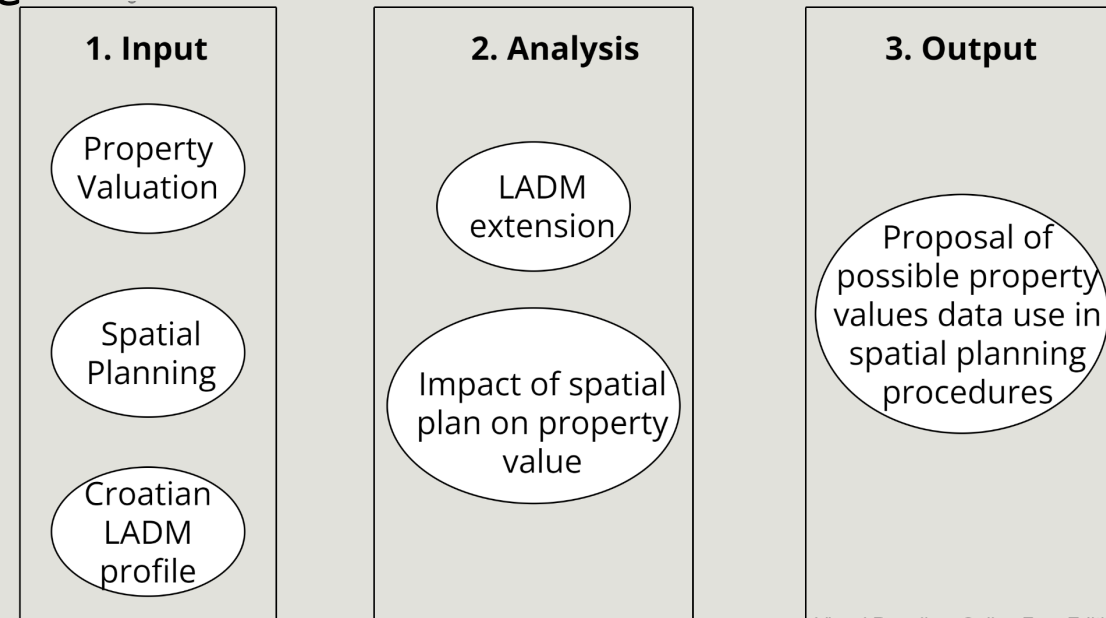 1. Input
Property
Valuation
Spatial
Planning
Croatian
LADM
profile
2. Analysis
LADM
extension
Impact of spatial
plan on property
value
3. Output
Proposal of
possible property
values data use in
spatial planning
procedures